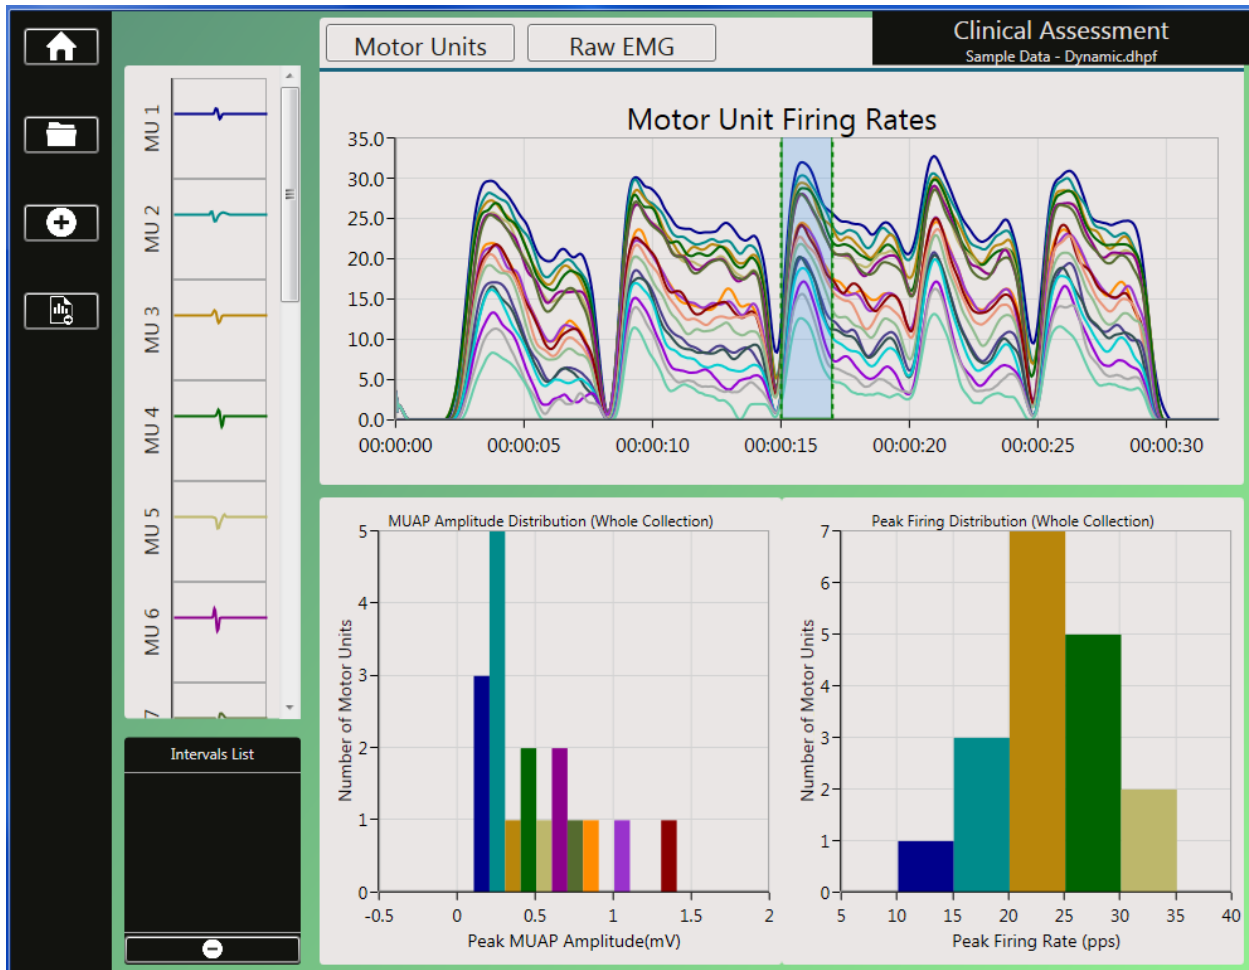 Motor Units
Raw EMG
Clinical Assessment
Sample Data - Dynamic.dhpf
MU 1
MU 2
MU 3
MU 4
MU 5
MU 6
7
Intervals List
Motor Unit Firing Rates
35.0
30.0
25.0
20.0
15.0
10.0
5.0
0.0
00:00:00 00:00:05 00:00:10 00:00:15 00:00:20 00:00:25 00:00:30
MUAP Amplitude Distribution (Whole Collection)
Number of Motor Units
5
4
3
2
1
0
-0.5 0 0.5 1 1.5 2
Peak MUAP Amplitude(mV)
Peak Firing Distribution (Whole Collection)
Number of Motor Units
7
6
5
4
3
2
1
0
5 10 15 20 25 30 35 40
Peak Firing Rate (pps)